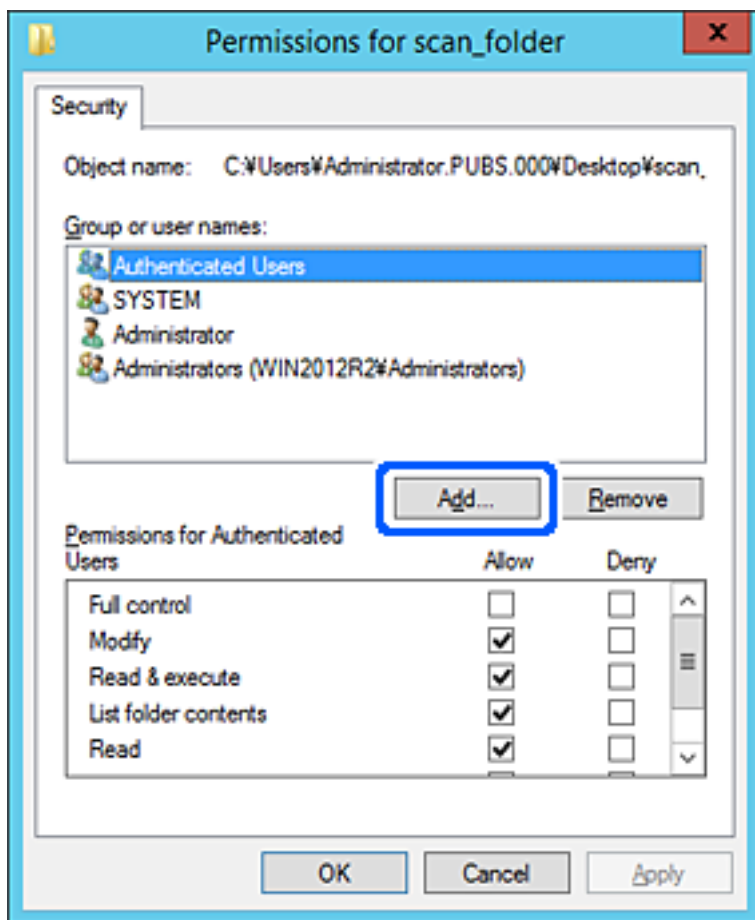 Permissions for scan_folder
x
Security
Object name: C:¥Users¥Administrator.PUBS.000¥Desktop¥scan_
Group or user names:
Authenticated Users
SYSTEM
Administrator
Administrators (WIN2012R2¥Administrators)
Add... Remove
Permissions for Authenticated
Users Allow Deny
Full control
Modify
Read & execute
List folder contents
Read
OK Cancel Apply